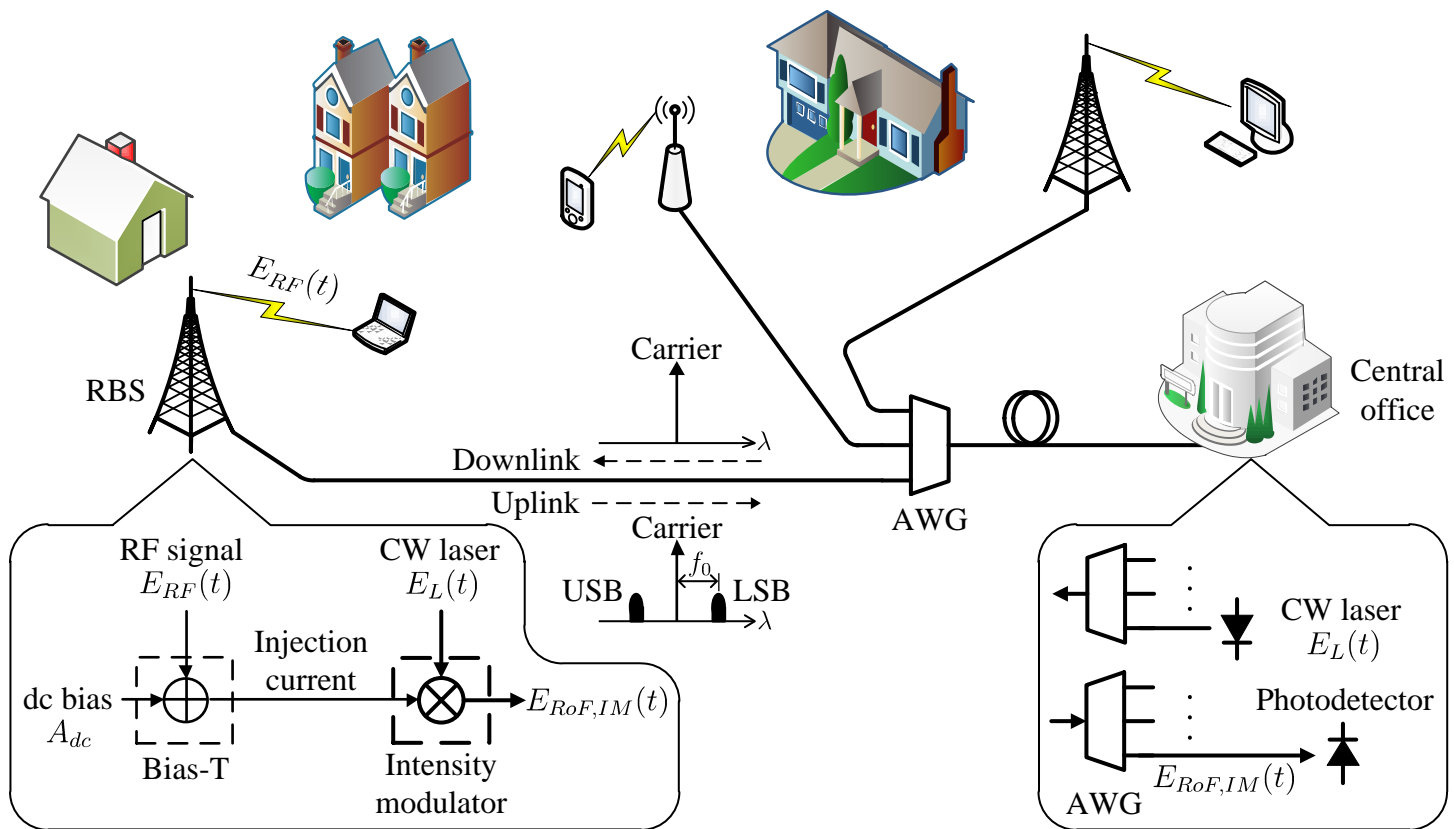 E_{RF}(t)
RBS
Carrier
λ
Downlink
Uplink
Carrier
f_0
USB
LSB
λ
AWG
Central
office
RF signal
E_{RF}(t)
CW laser
E_L(t)
Injection
current
dc bias
A_{dc}
Bias-T
Intensity
modulator
E_{RoF,IM}(t)
CW laser
E_L(t)
Photodetector
E_{RoF,IM}(t)
AWG